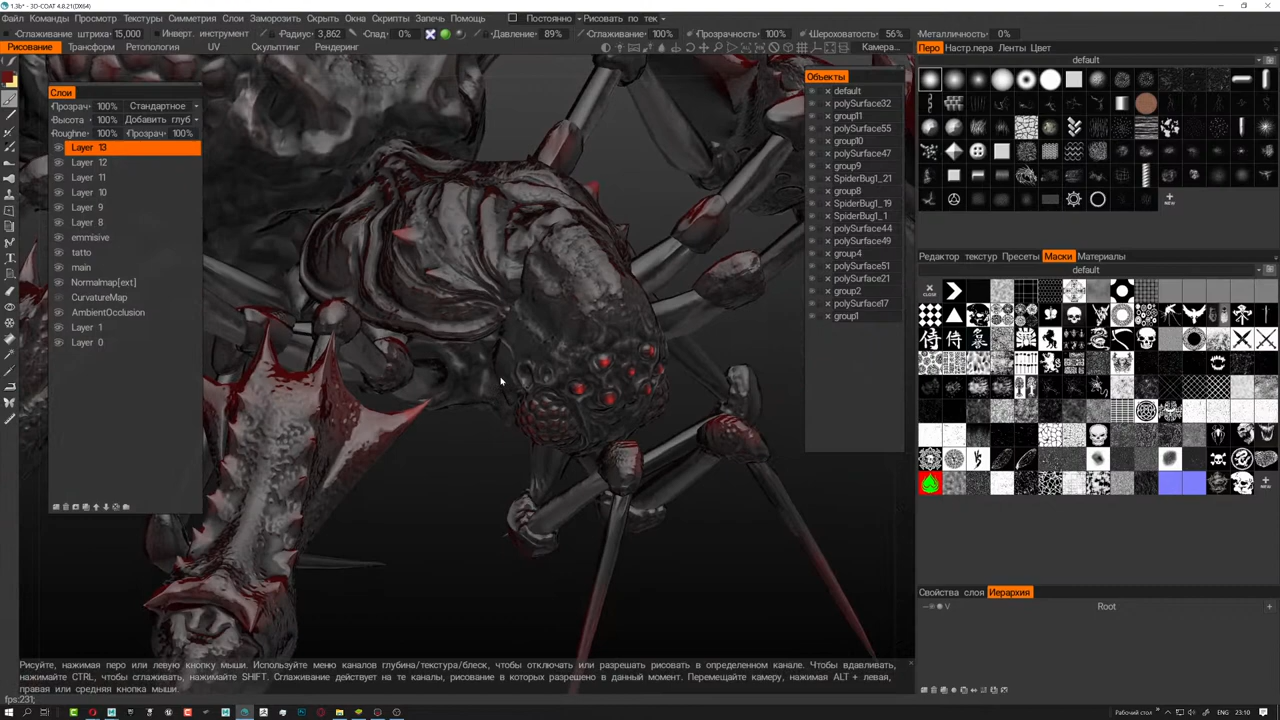 1.3b* - 3D-COAT 4.8.21(DX64)
Файл Команды Просмотр Текстуры Симметрия Слои Заморозить Скрыть Окна Скрипты Запечь Помощь Постоянно Рисовать по тек
Сглаживание штриха 15,000 Инверт. инструмент Радиус 3,862 Спад 0% Давление 89% Сглаживание 100% Прозрачность 100% Шероховатость 56% Металличность 0%
Рисование Трансформ Ретопология UV Скульптинг Рендеринг Камера...
Перо Настр.пера Ленты Цвет
default
Слои
Прозрач 100% Стандартное
Высота 100% Добавить глуб
Roughne 100% Прозрач 100%
Layer 13
Layer 12
Layer 11
Layer 10
Layer 9
Layer 8
emmisive
tatto
main
Normalmap[ext]
CurvatureMap
AmbientOcclusion
Layer 1
Layer 0
Объекты
default
polySurface32
group11
polySurface55
group10
polySurface47
group9
SpiderBug1_21
group8
SpiderBug1_19
SpiderBug1_1
polySurface44
polySurface49
group4
polySurface51
polySurface21
group2
polySurface17
group1
NEW
Редактор текстур Пресеты Маски Материалы
default
CLOSE
NEW
Свойства слоя Иерархия
V Root
Рисуйте, нажимая перо или левую кнопку мыши. Используйте меню каналов глубина/текстура/блеск, чтобы отключать или разрешать рисовать в определенном канале. Чтобы вдавливать,
нажимайте CTRL, чтобы сглаживать, нажимайте SHIFT. Сглаживание действует на те каналы, рисование в которых разрешено в данный момент. Перемещайте камеру, нажимая ALT + левая,
правая или средняя кнопка мыши.
fps:231;
Рабочий стол ENG 23:10